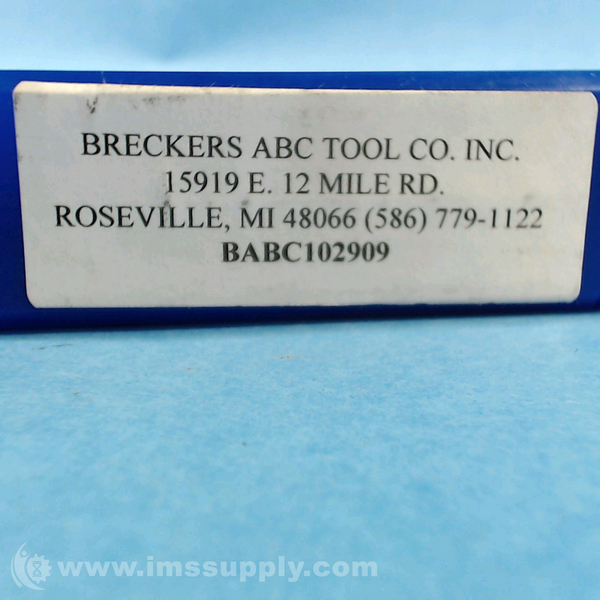 BRECKERS ABC TOOL CO. INC.
15919 E. 12 MILE RD.
ROSEVILLE, MI 48066 (586) 779-1122
BABC102909
www.imssupply.com